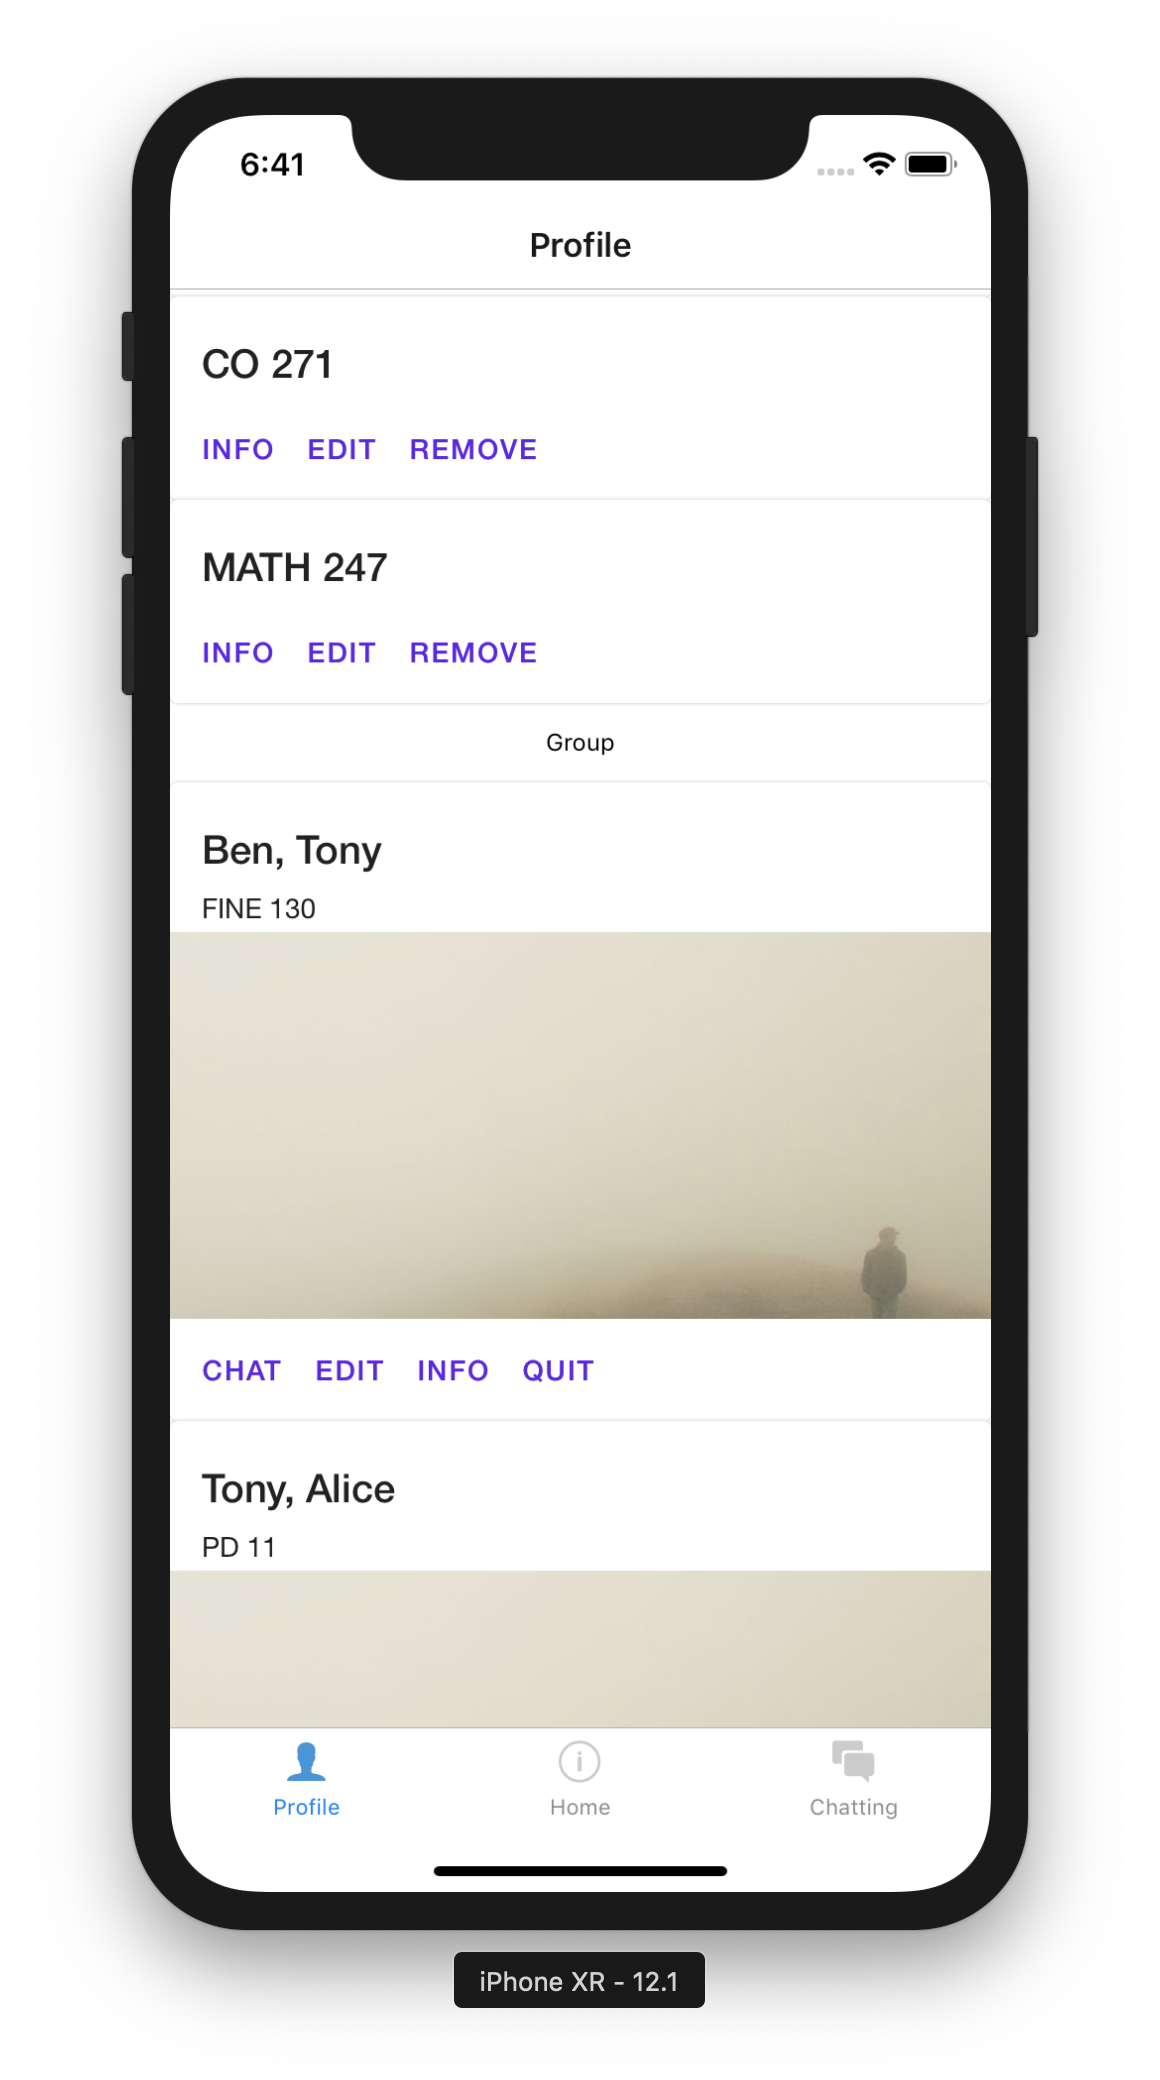 6:41
Profile
CO 271
INFO EDIT REMOVE
MATH 247
INFO EDIT REMOVE
Group
Ben, Tony
FINE 130
CHAT EDIT INFO QUIT
Tony, Alice
PD 11
Profile Home Chatting
iPhone XR - 12.1